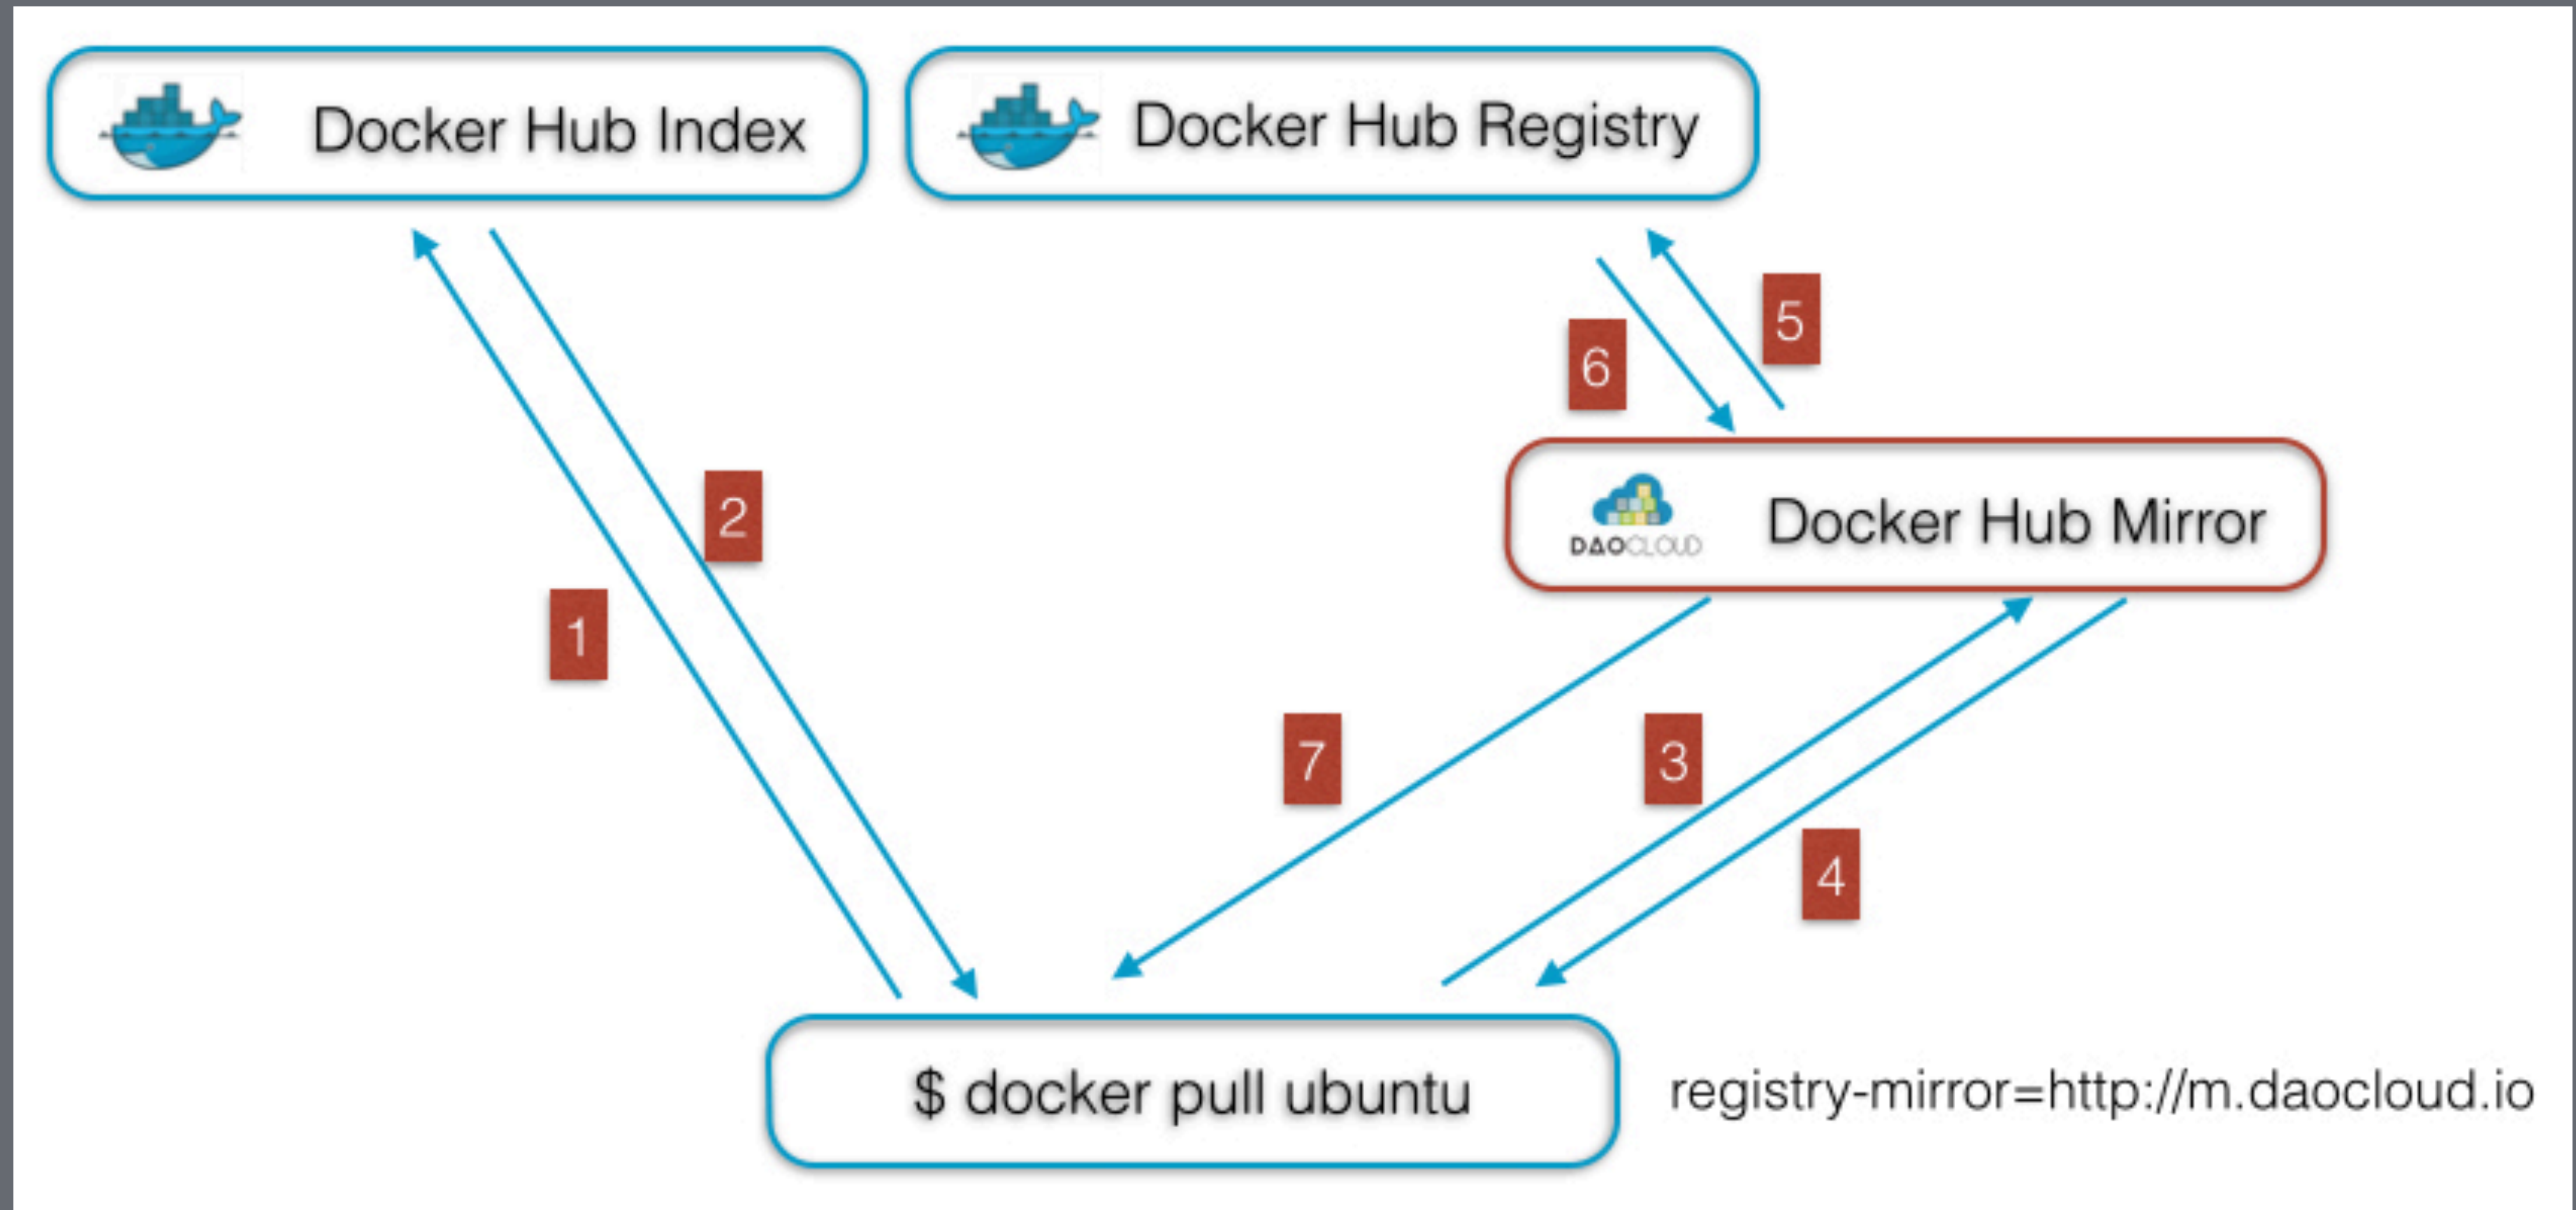 Docker Hub Index
Docker Hub Registry
5
6
2
DAOCLOUD
Docker Hub Mirror
1
7
3
4
$ docker pull ubuntu
registry-mirror=http://m.daocloud.io